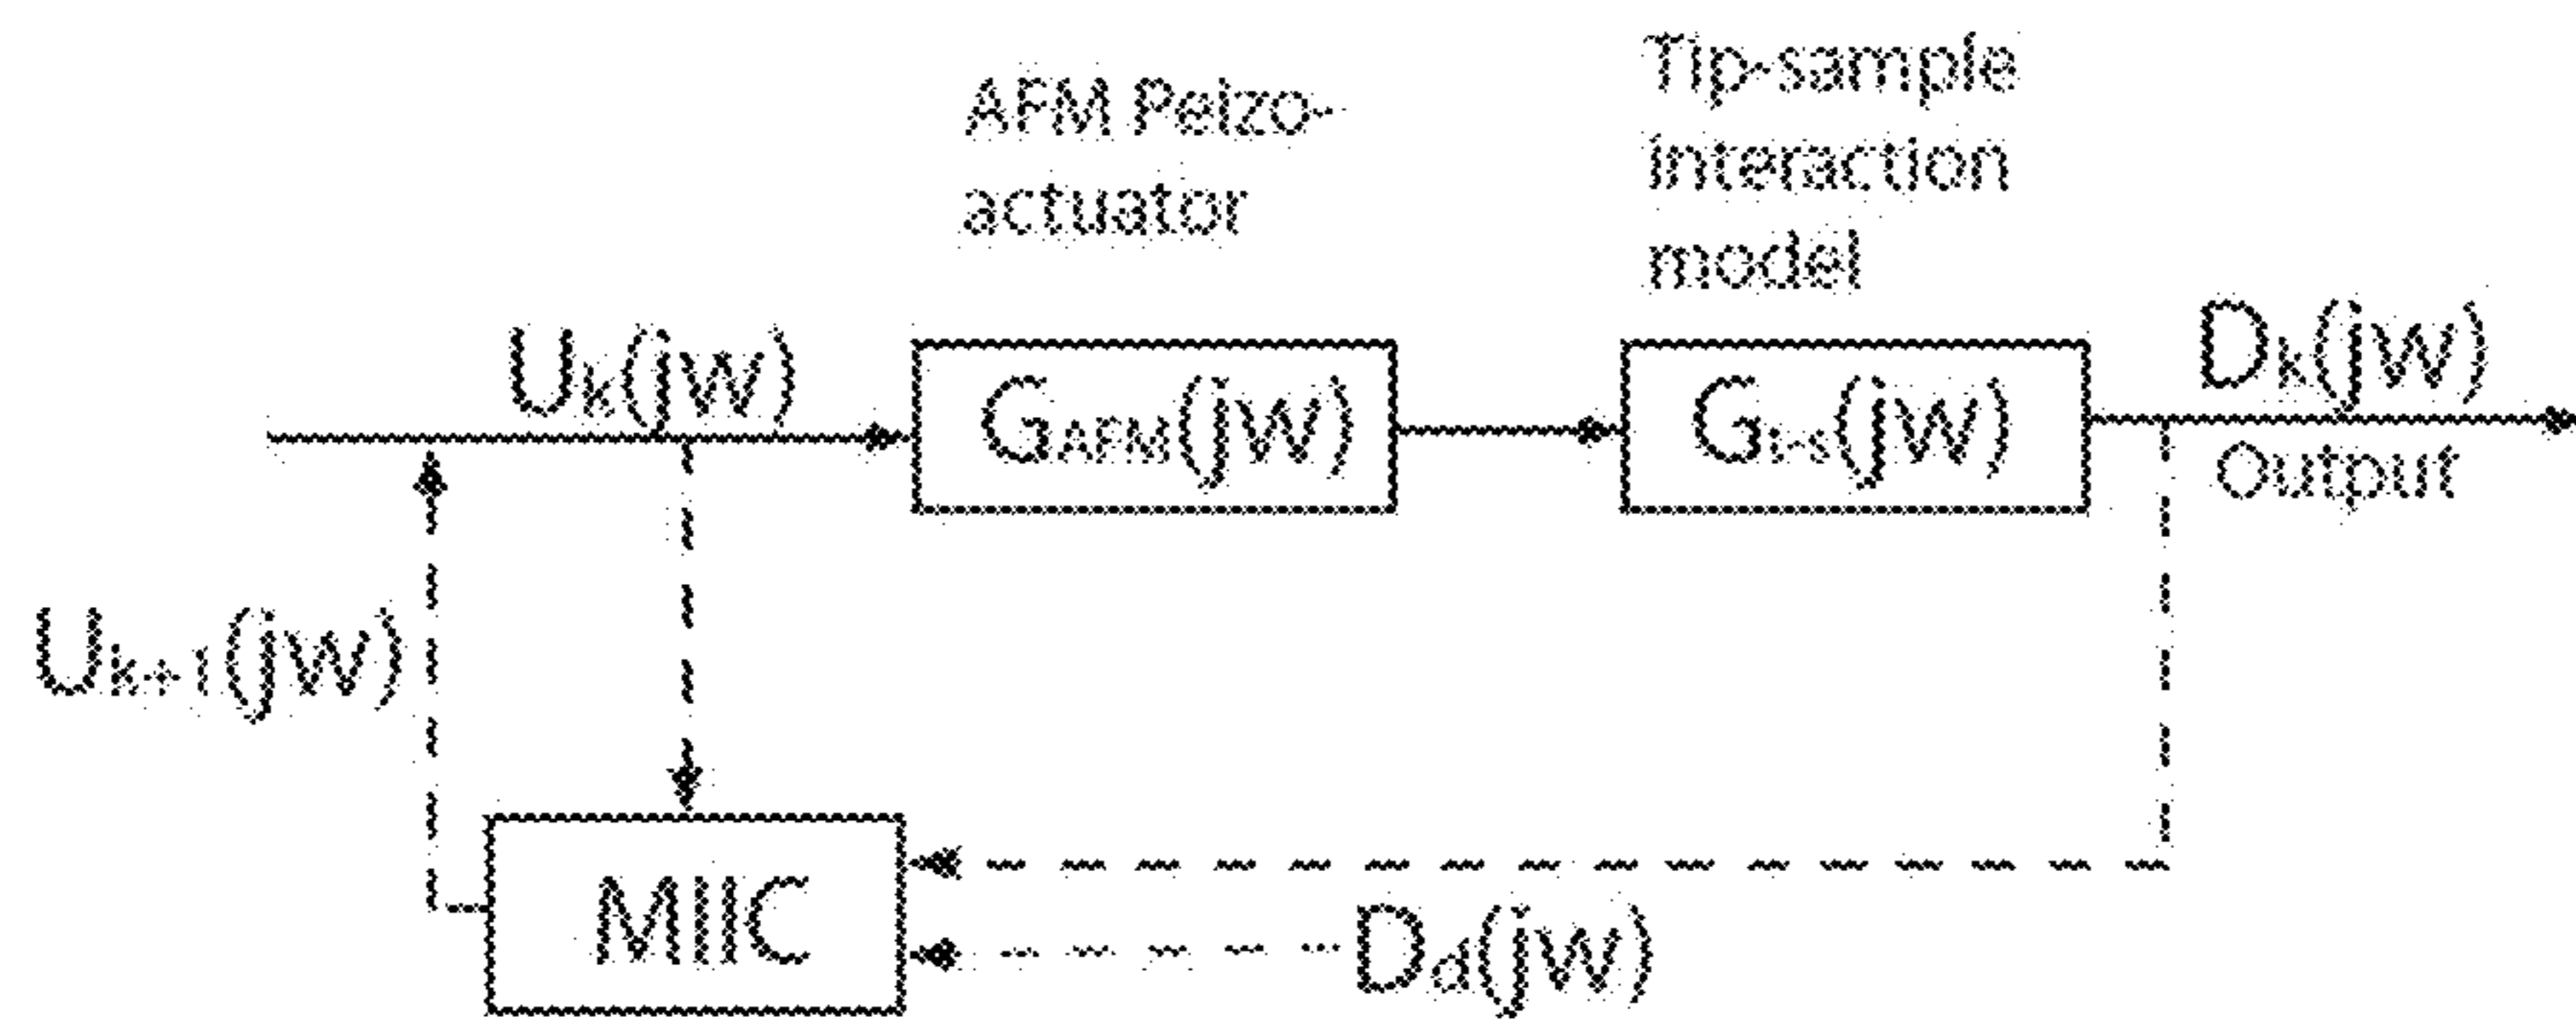 AFM Peizo-
actuator
Tip-sample
interaction
model
Uk(jw)
GAFM(jw)
Gt-s(jw)
Dk(jw)
Output
Uk+1(jw)
MIIC
Dd(jw)